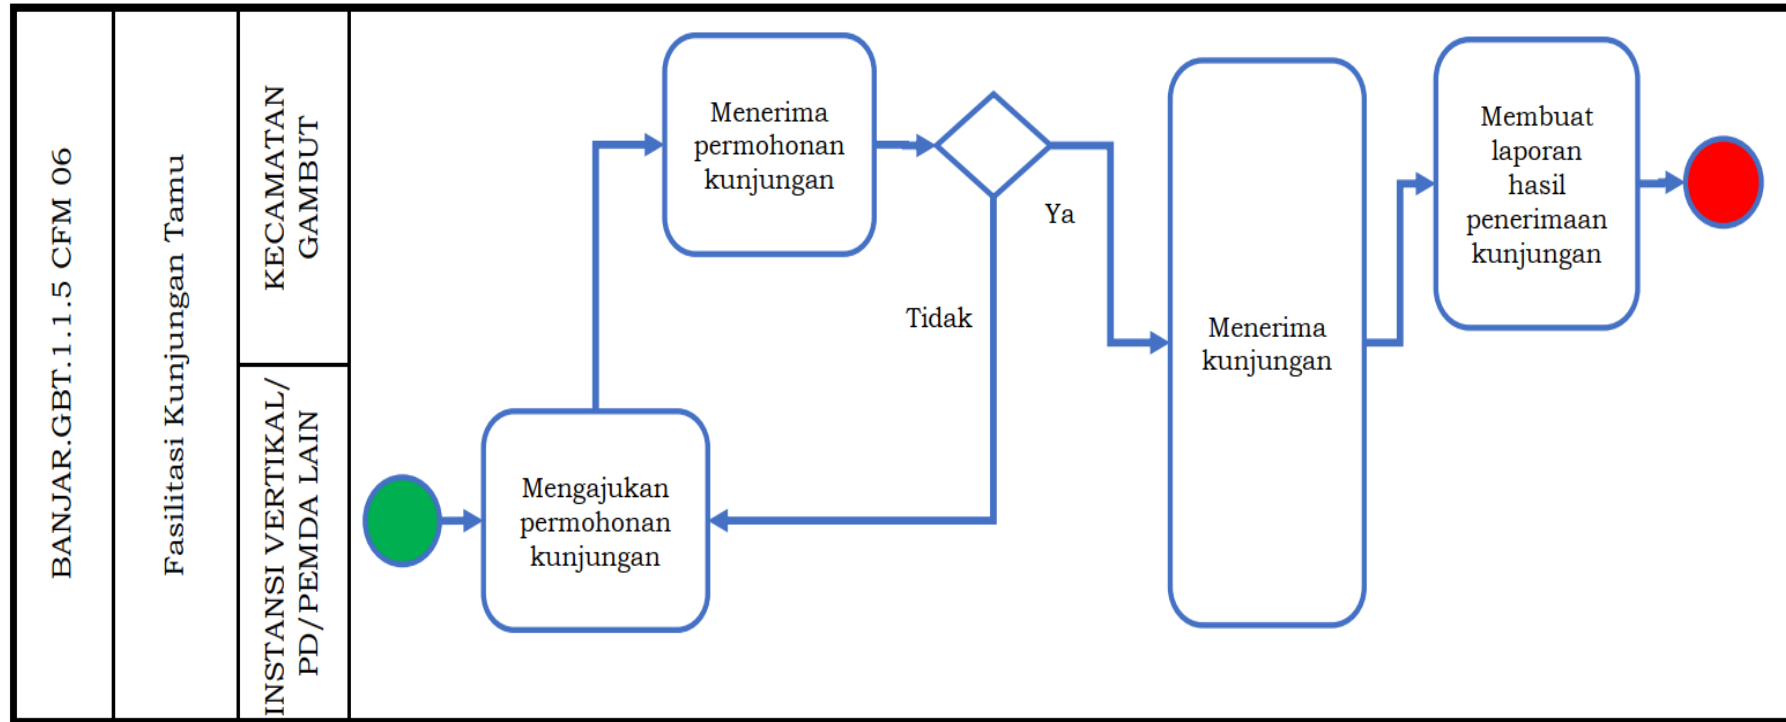 BANJAR.GBT.1.1.1.5 CFM 06
Fasilitasi Kunjungan Tamu
KECAMATAN
GAMBUT
INSTANSI VERTIKAL/
PD/PEMDA LAIN
Menerima
permohonan
kunjungan
Ya
Tidak
Mengajukan
permohonan
kunjungan
Menerima
kunjungan
Membuat
laporan
hasil
penerimaan
kunjungan